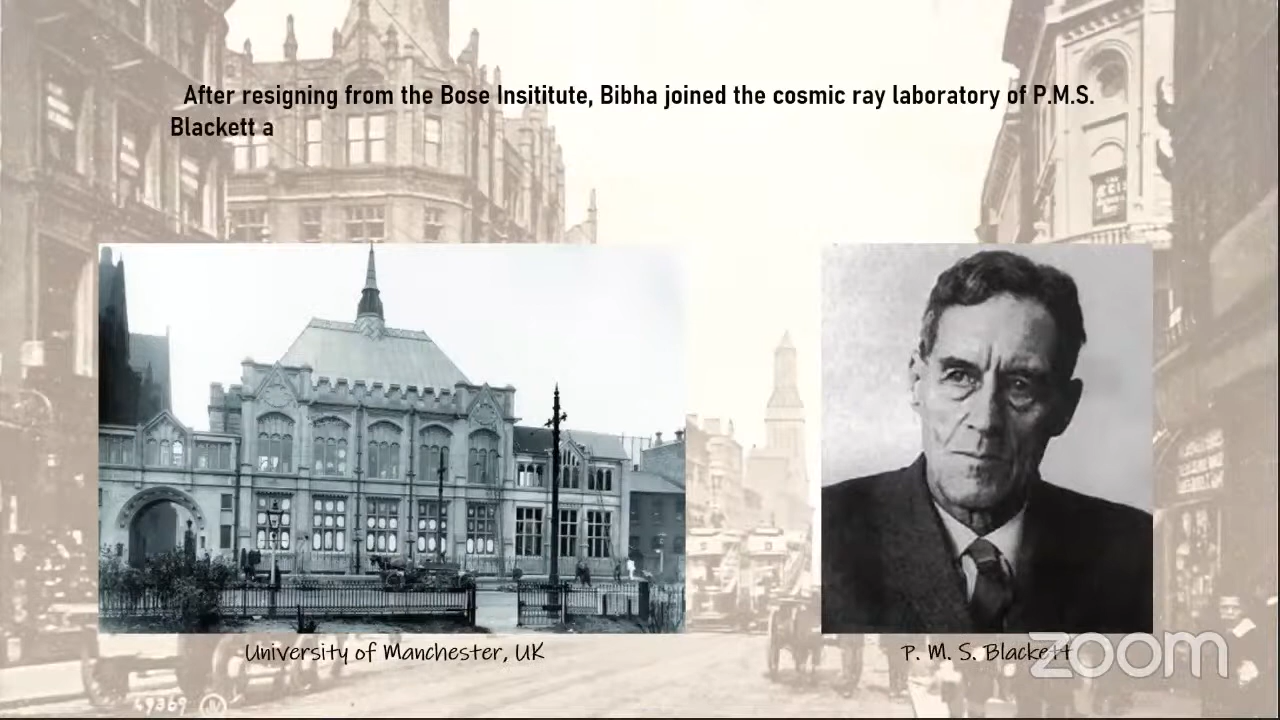 After resigning from the Bose Insititute, Bibha joined the cosmic ray laboratory of P.M.S.
Blackett a
University of Manchester, UK
P. M. S. Blackett
zoom
49369